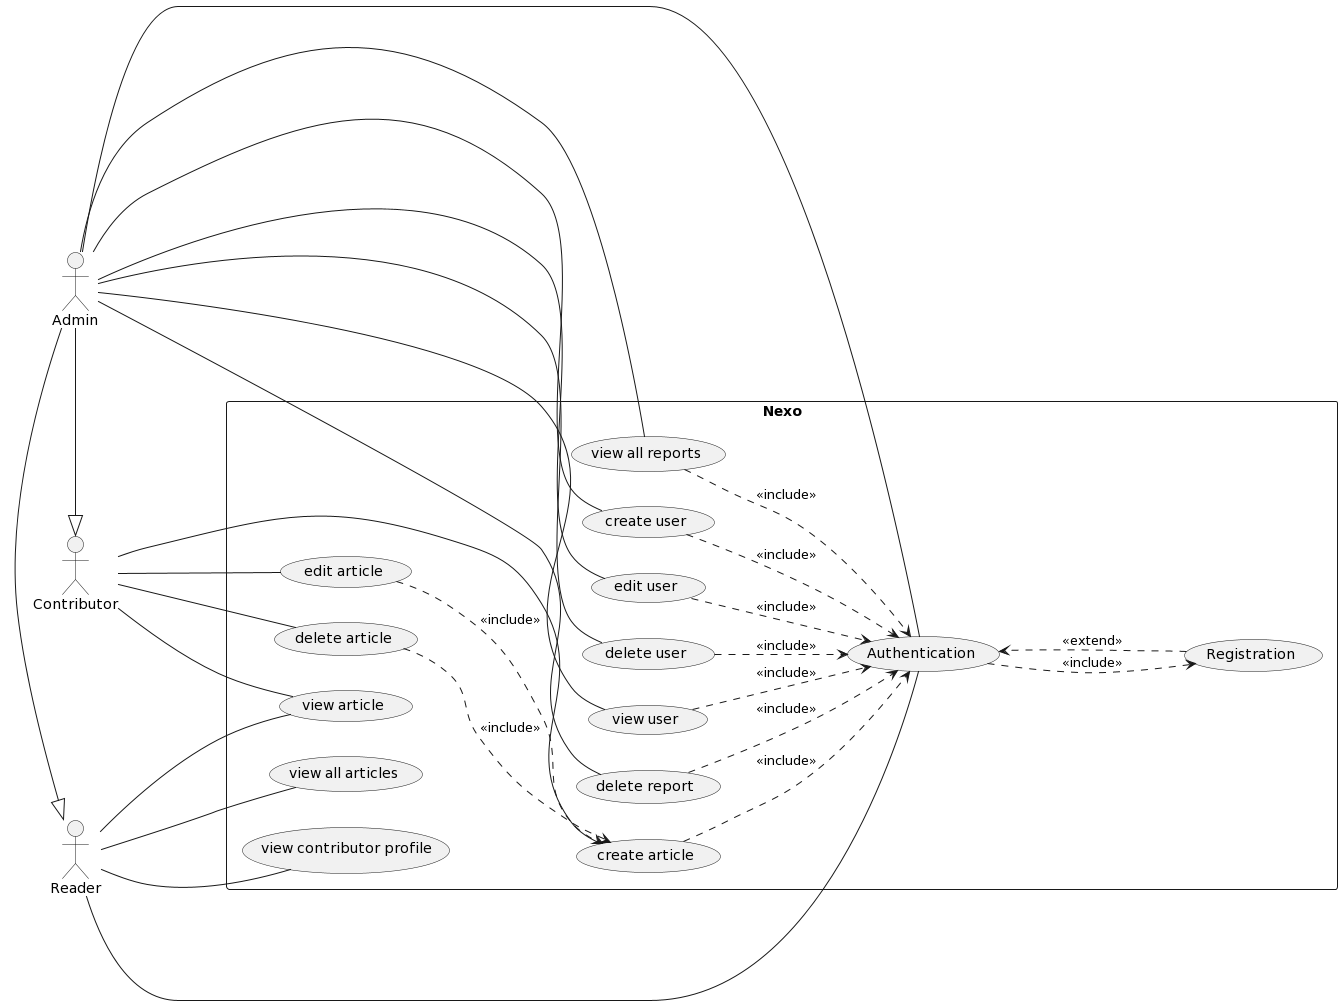 Admin
Nexo
view all reports
«include»
create user
«include»
edit article
edit user
Contributor
«include»
«include»
delete article
«extend»
delete user
«include»
Authentication
Registration
«include»
«include»
view article
«include»
view user
«include»
view all articles
«include»
delete report
view contributor profile
create article
Reader